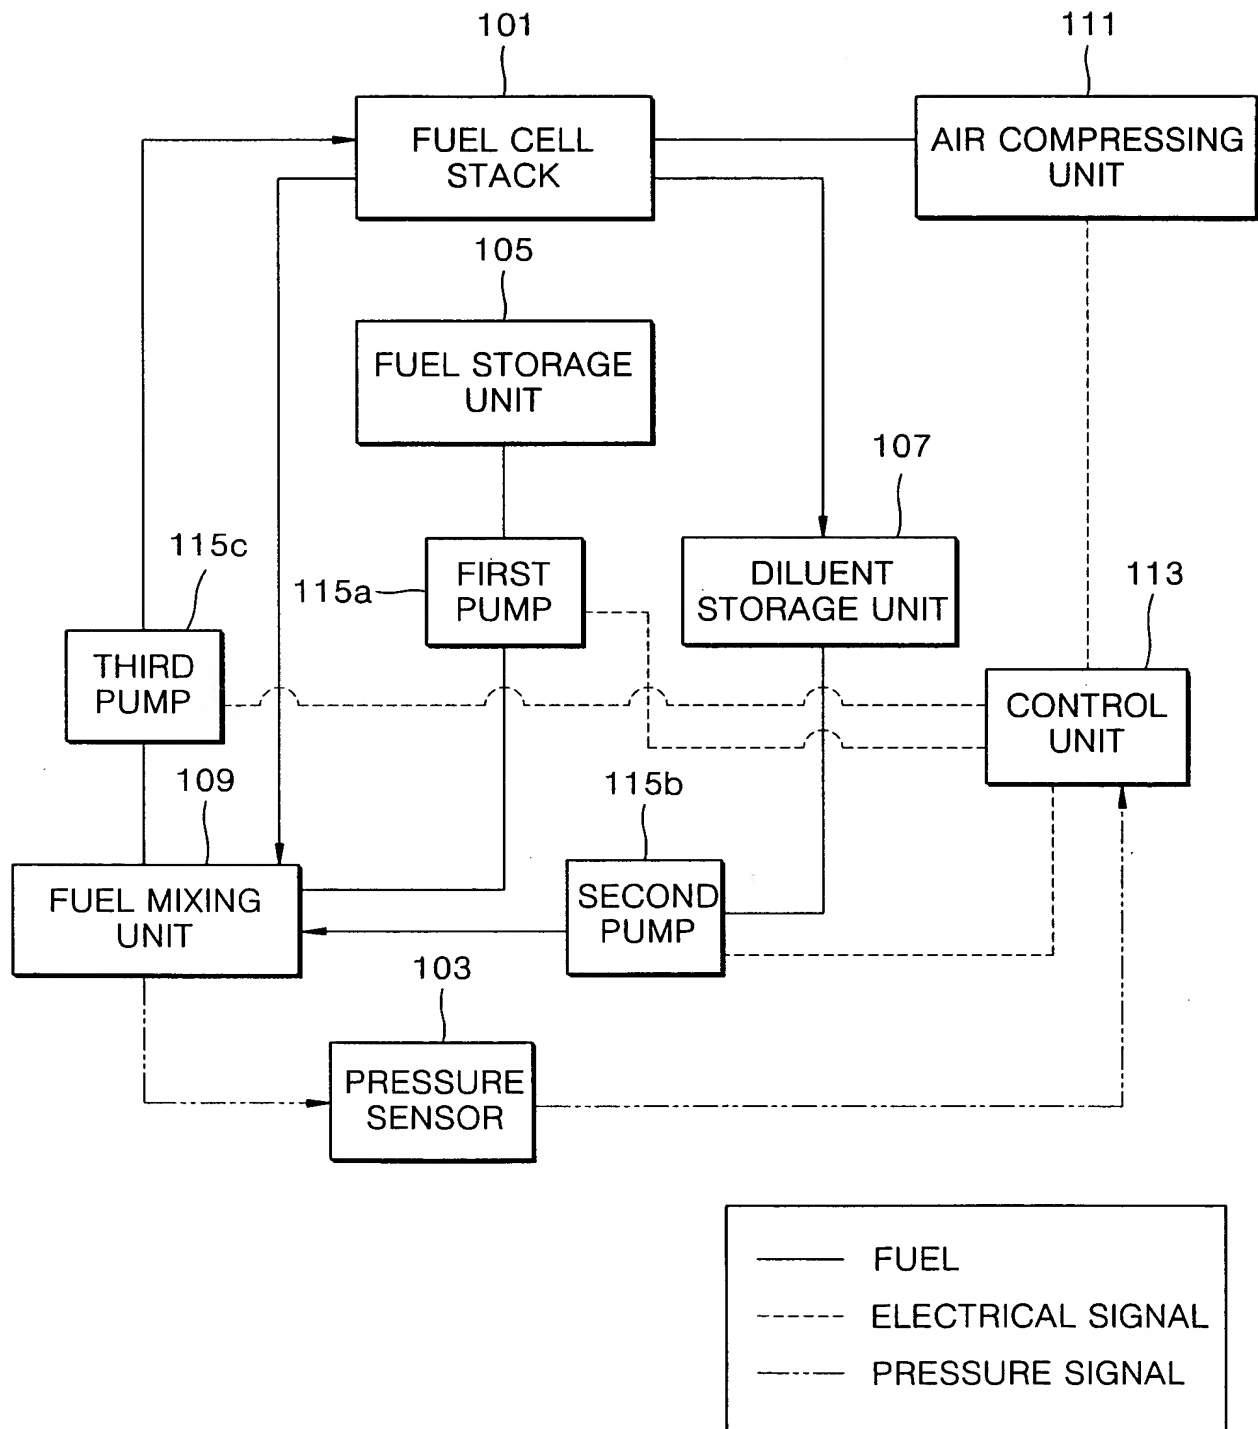 101
111
FUEL CELL
STACK
AIR COMPRESSING
UNIT
105
FUEL STORAGE
UNIT
107
115c
115a
FIRST
PUMP
DILUENT
STORAGE UNIT
113
THIRD
PUMP
CONTROL
UNIT
109
115b
FUEL MIXING
UNIT
SECOND
PUMP
103
PRESSURE
SENSOR
FUEL
ELECTRICAL SIGNAL
PRESSURE SIGNAL